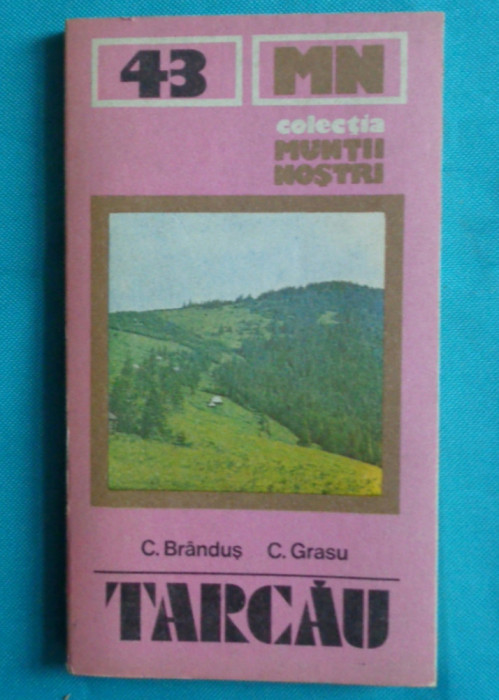 43 MN
colecția
MUNȚII
NOȘTRI
C. Brânduș C. Grasu
TARCĂU